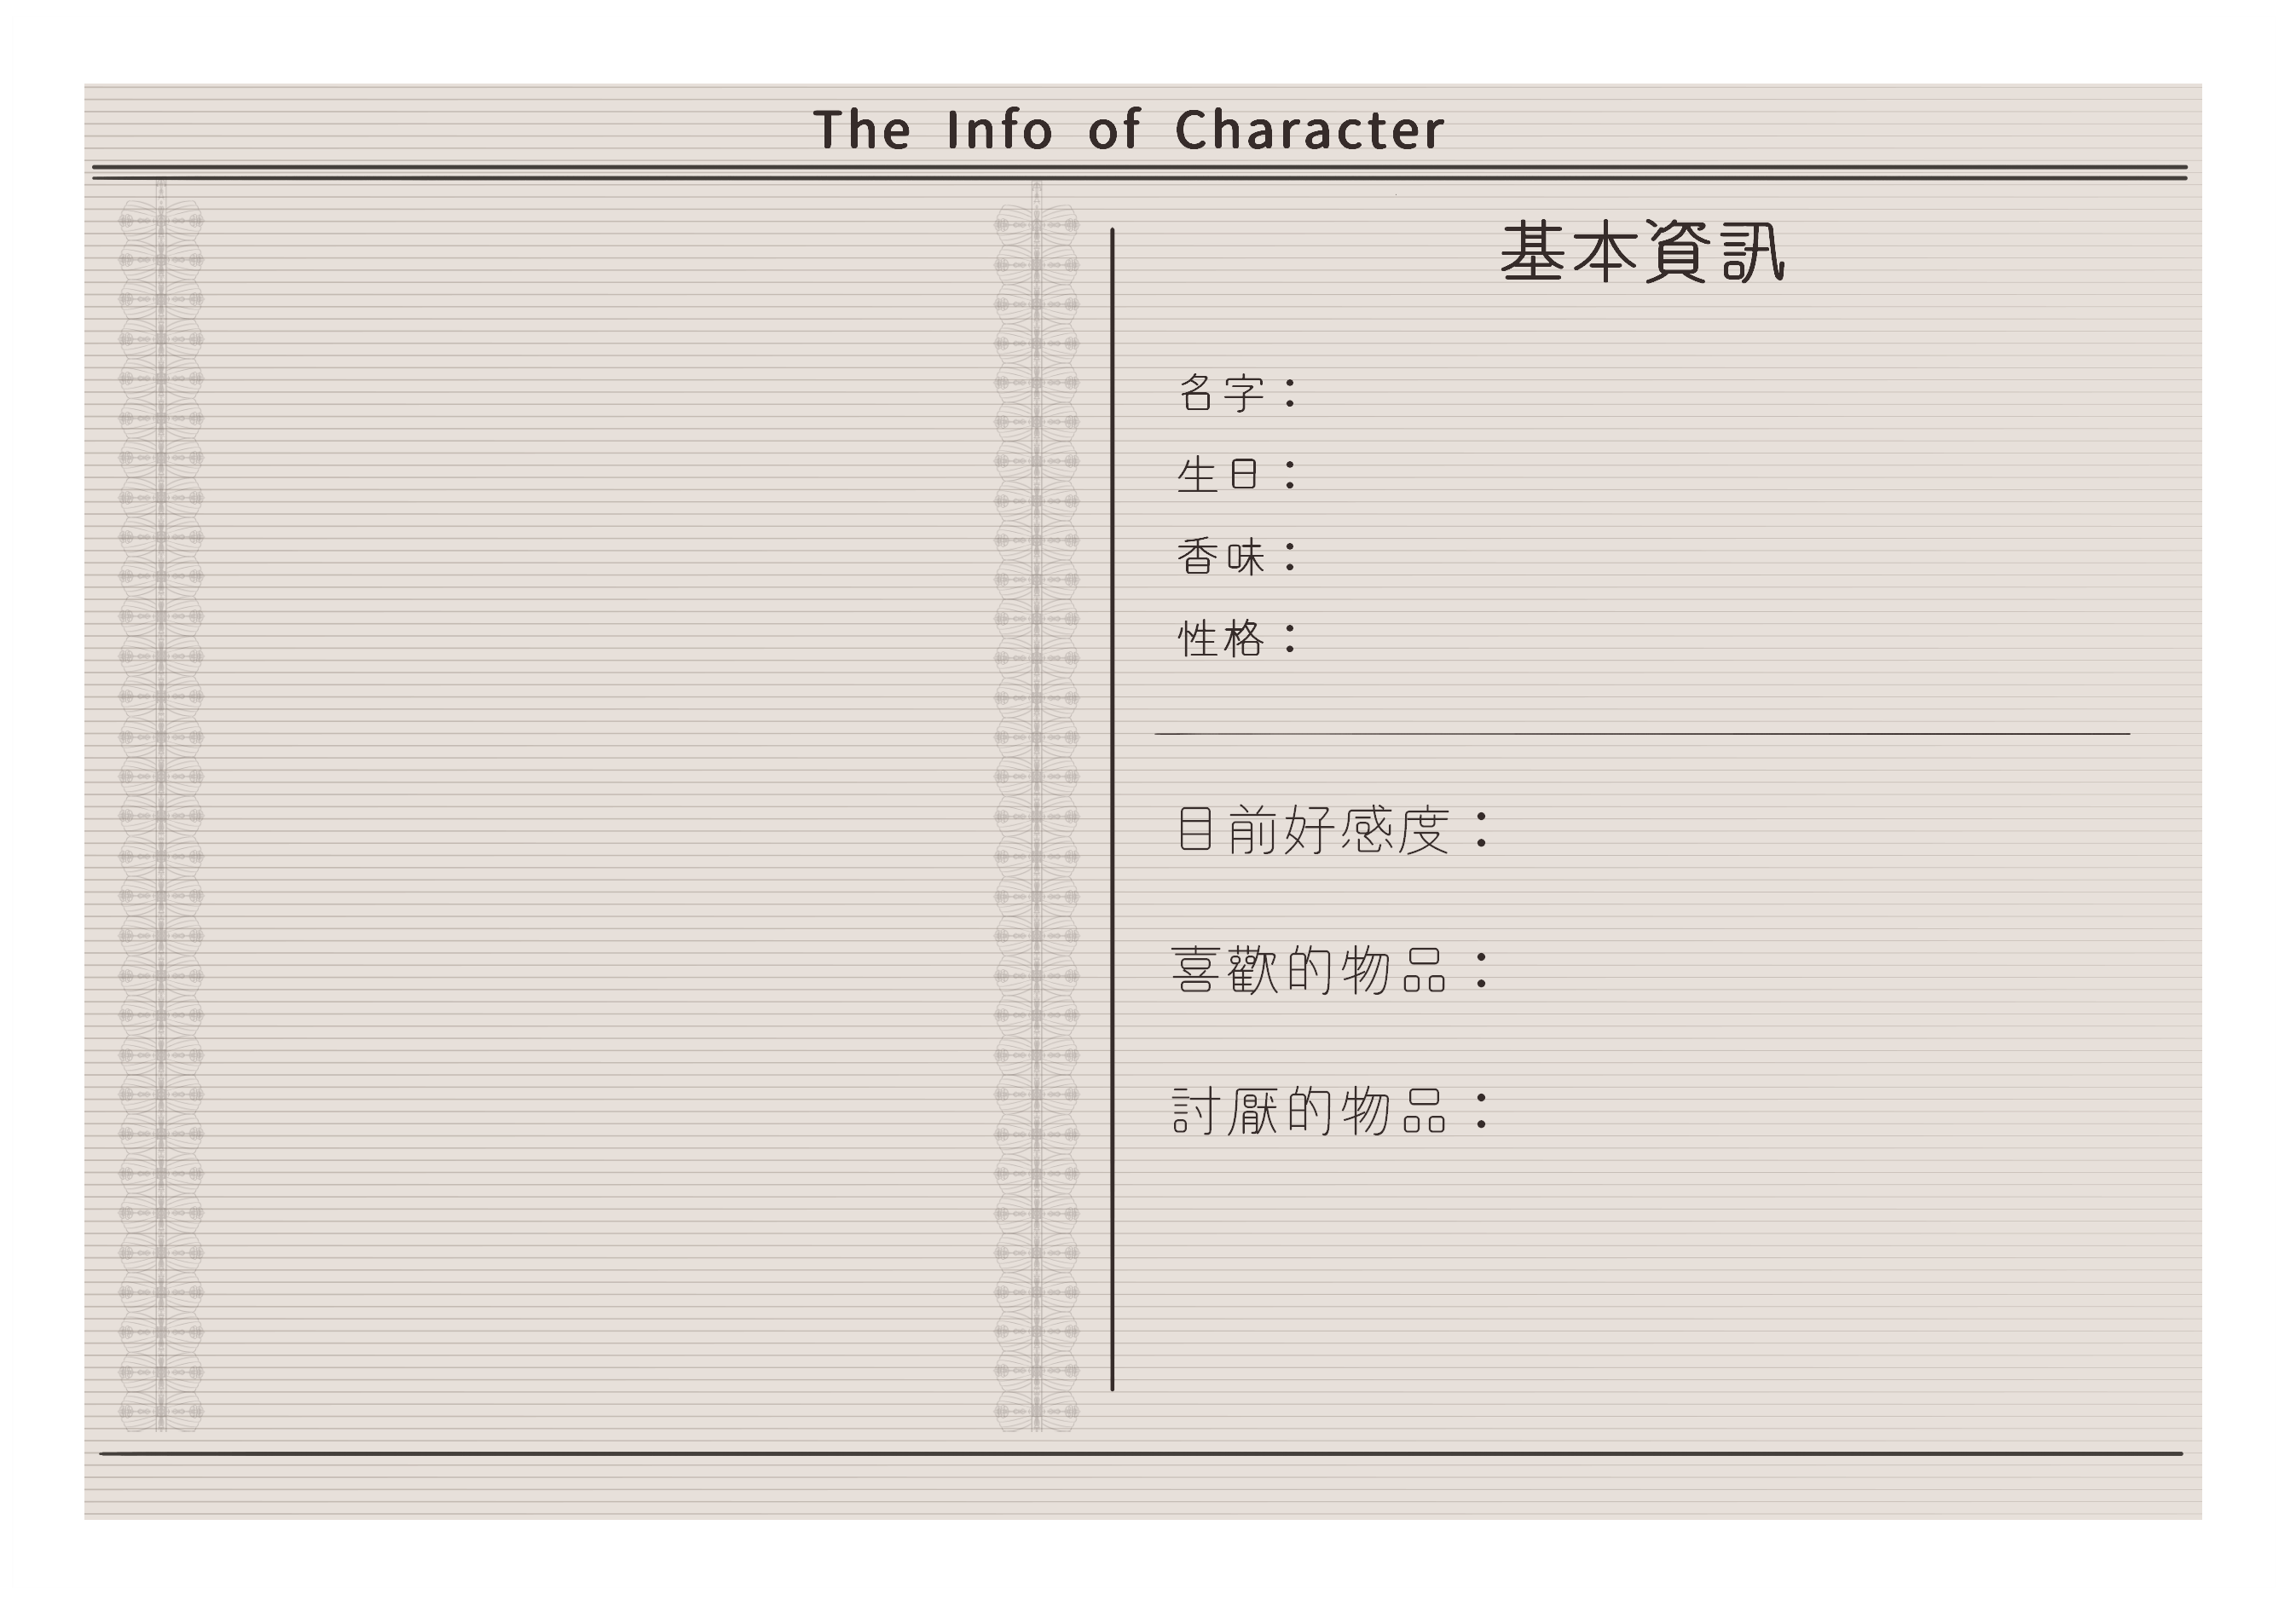 The Info of Character
基本資訊
名字：
生日：
香味：
性格：
目前好感度：
喜歡的物品：
討厭的物品：